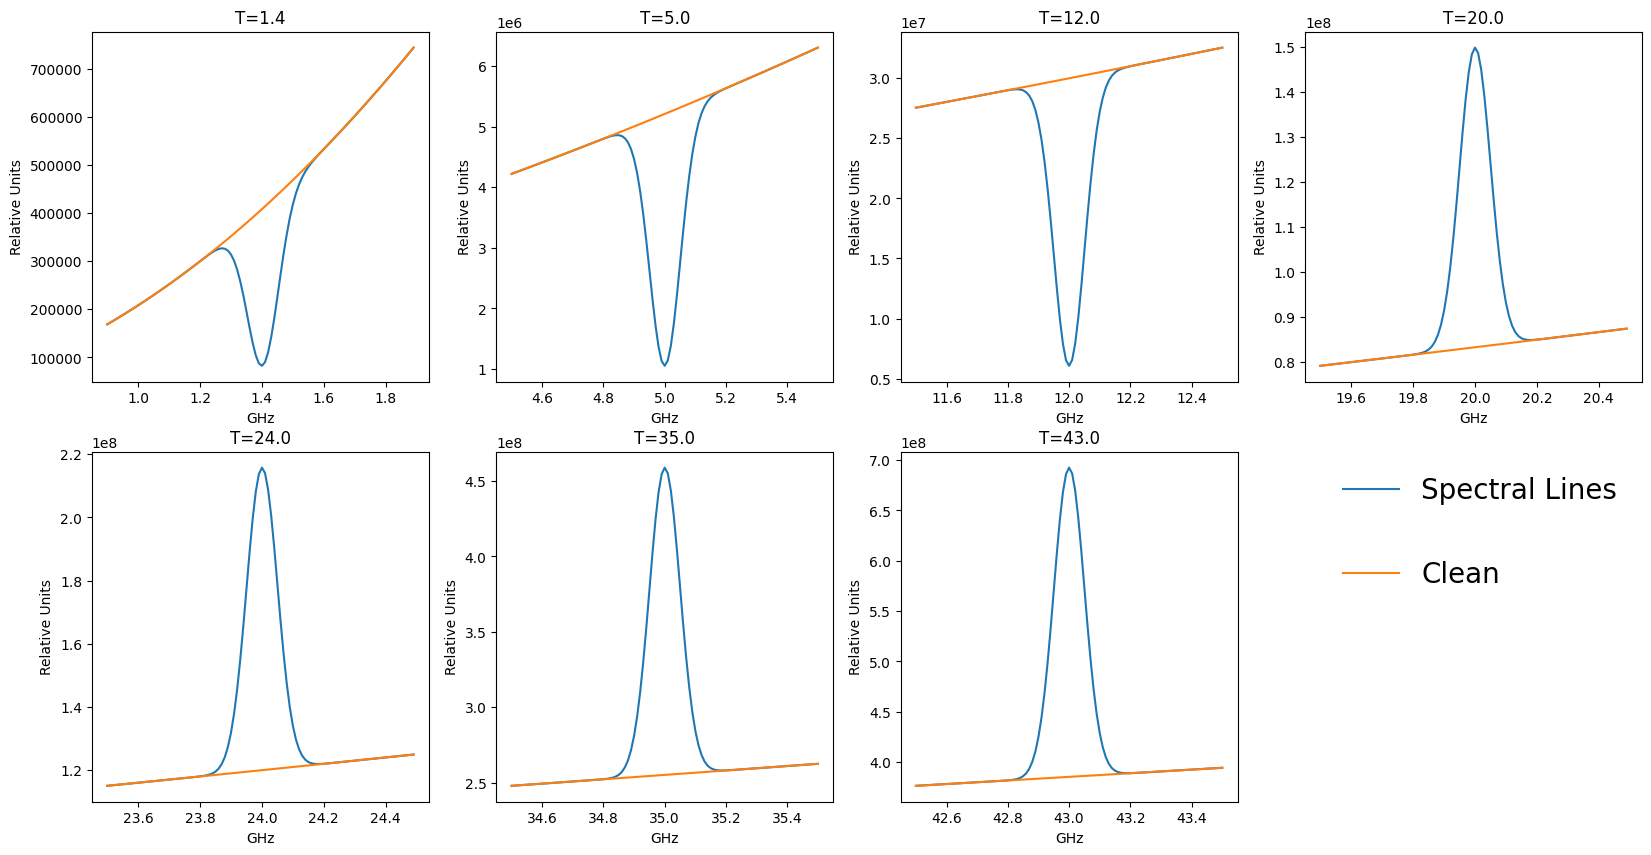 T=1.4
700000
600000
500000
400000
300000
200000
100000
Relative Units
1.0 1.2 1.4 1.6 1.8
GHz
T=5.0
1e6
6
5
4
3
2
1
Relative Units
4.6 4.8 5.0 5.2 5.4
GHz
T=12.0
1e7
3.0
2.5
2.0
1.5
1.0
0.5
Relative Units
11.6 11.8 12.0 12.2 12.4
GHz
T=20.0
1e8
1.5
1.4
1.3
1.2
1.1
1.0
0.9
0.8
Relative Units
19.6 19.8 20.0 20.2 20.4
GHz
T=24.0
1e8
2.2
2.0
1.8
1.6
1.4
1.2
Relative Units
23.6 23.8 24.0 24.2 24.4
GHz
T=35.0
1e8
4.5
4.0
3.5
3.0
2.5
Relative Units
34.6 34.8 35.0 35.2 35.4
GHz
T=43.0
1e8
7.0
6.5
6.0
5.5
5.0
4.5
4.0
Relative Units
42.6 42.8 43.0 43.2 43.4
GHz
Spectral Lines
Clean